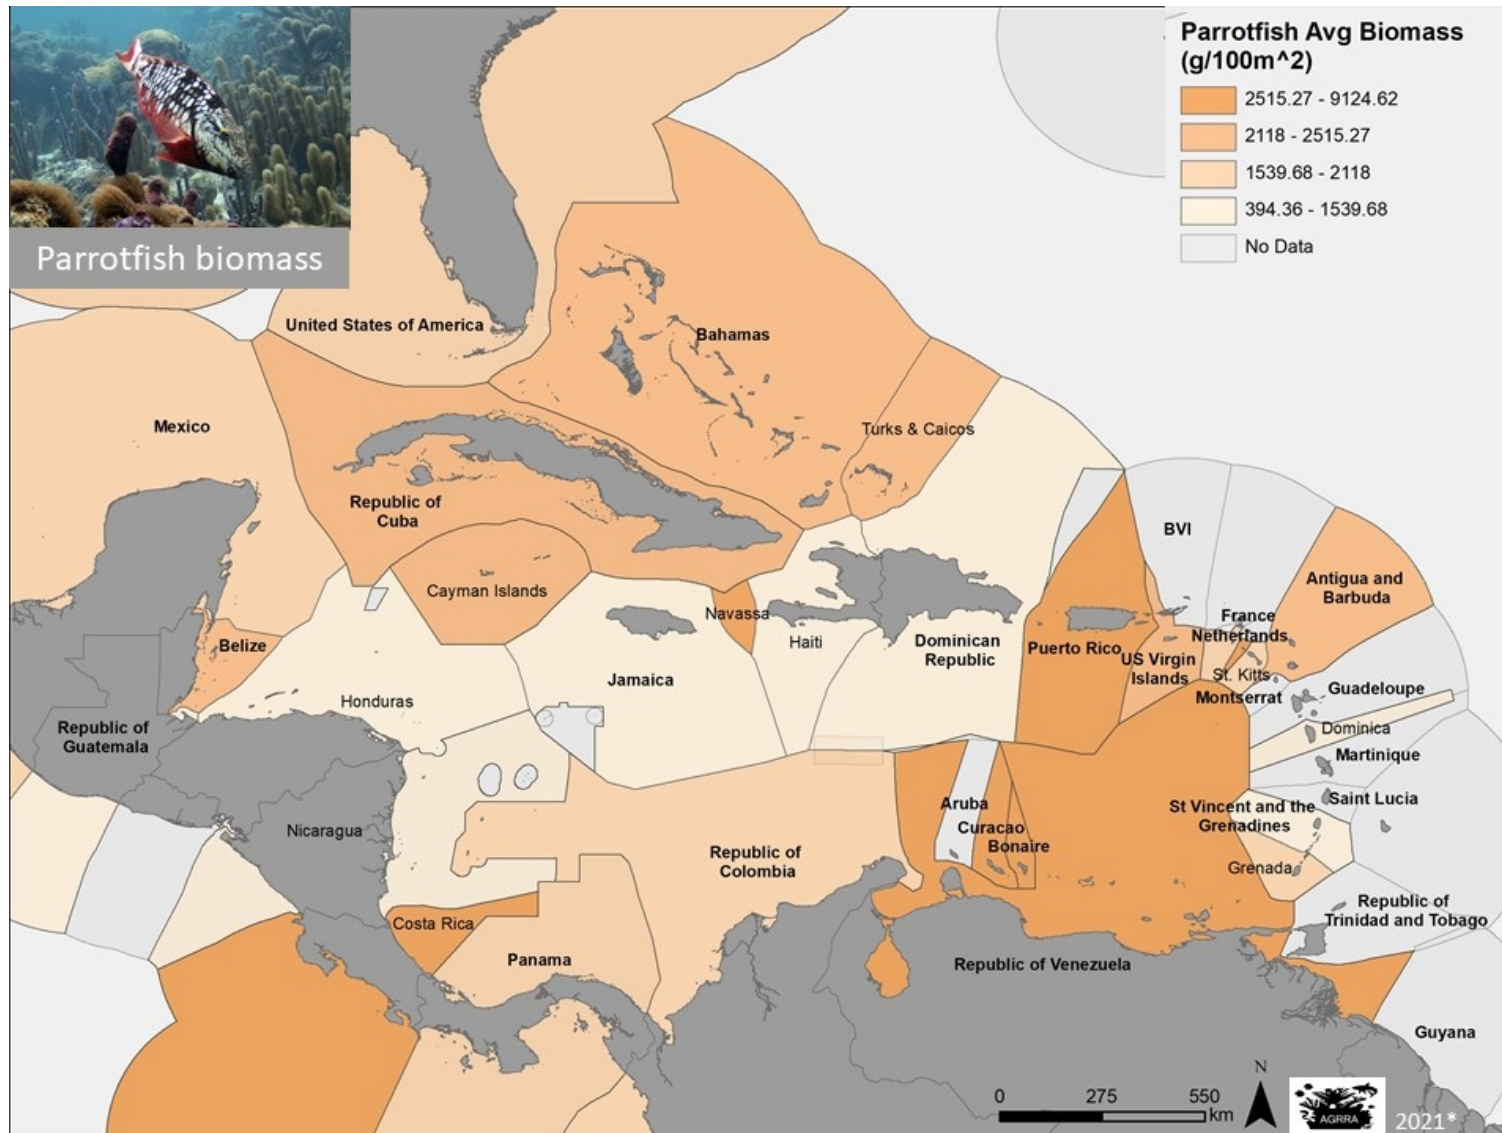 Parrotfish biomass
Parrotfish Avg Biomass
(g/100m^2)
2515.27 - 9124.62
2118 - 2515.27
1539.68 - 2118
394.36 - 1539.68
No Data
United States of America
Bahamas
Mexico
Turks & Caicos
Republic of
Cuba
BVI
Cayman Islands
Antigua and
Barbuda
Navassa
France
Netherlands
Belize
Haiti
Dominican
Republic
Puerto Rico
US Virgin
Islands
St. Kitts
Jamaica
Montserrat
Guadeloupe
Honduras
Republic of
Guatemala
Dominica
Martinique
Aruba
Saint Lucia
St Vincent and the
Grenadines
Curacao
Bonaire
Nicaragua
Republic of
Colombia
Grenada
Costa Rica
Republic of
Trinidad and Tobago
Panama
Republic of Venezuela
Guyana
N
0 275 550
km
AGRRA
2021*